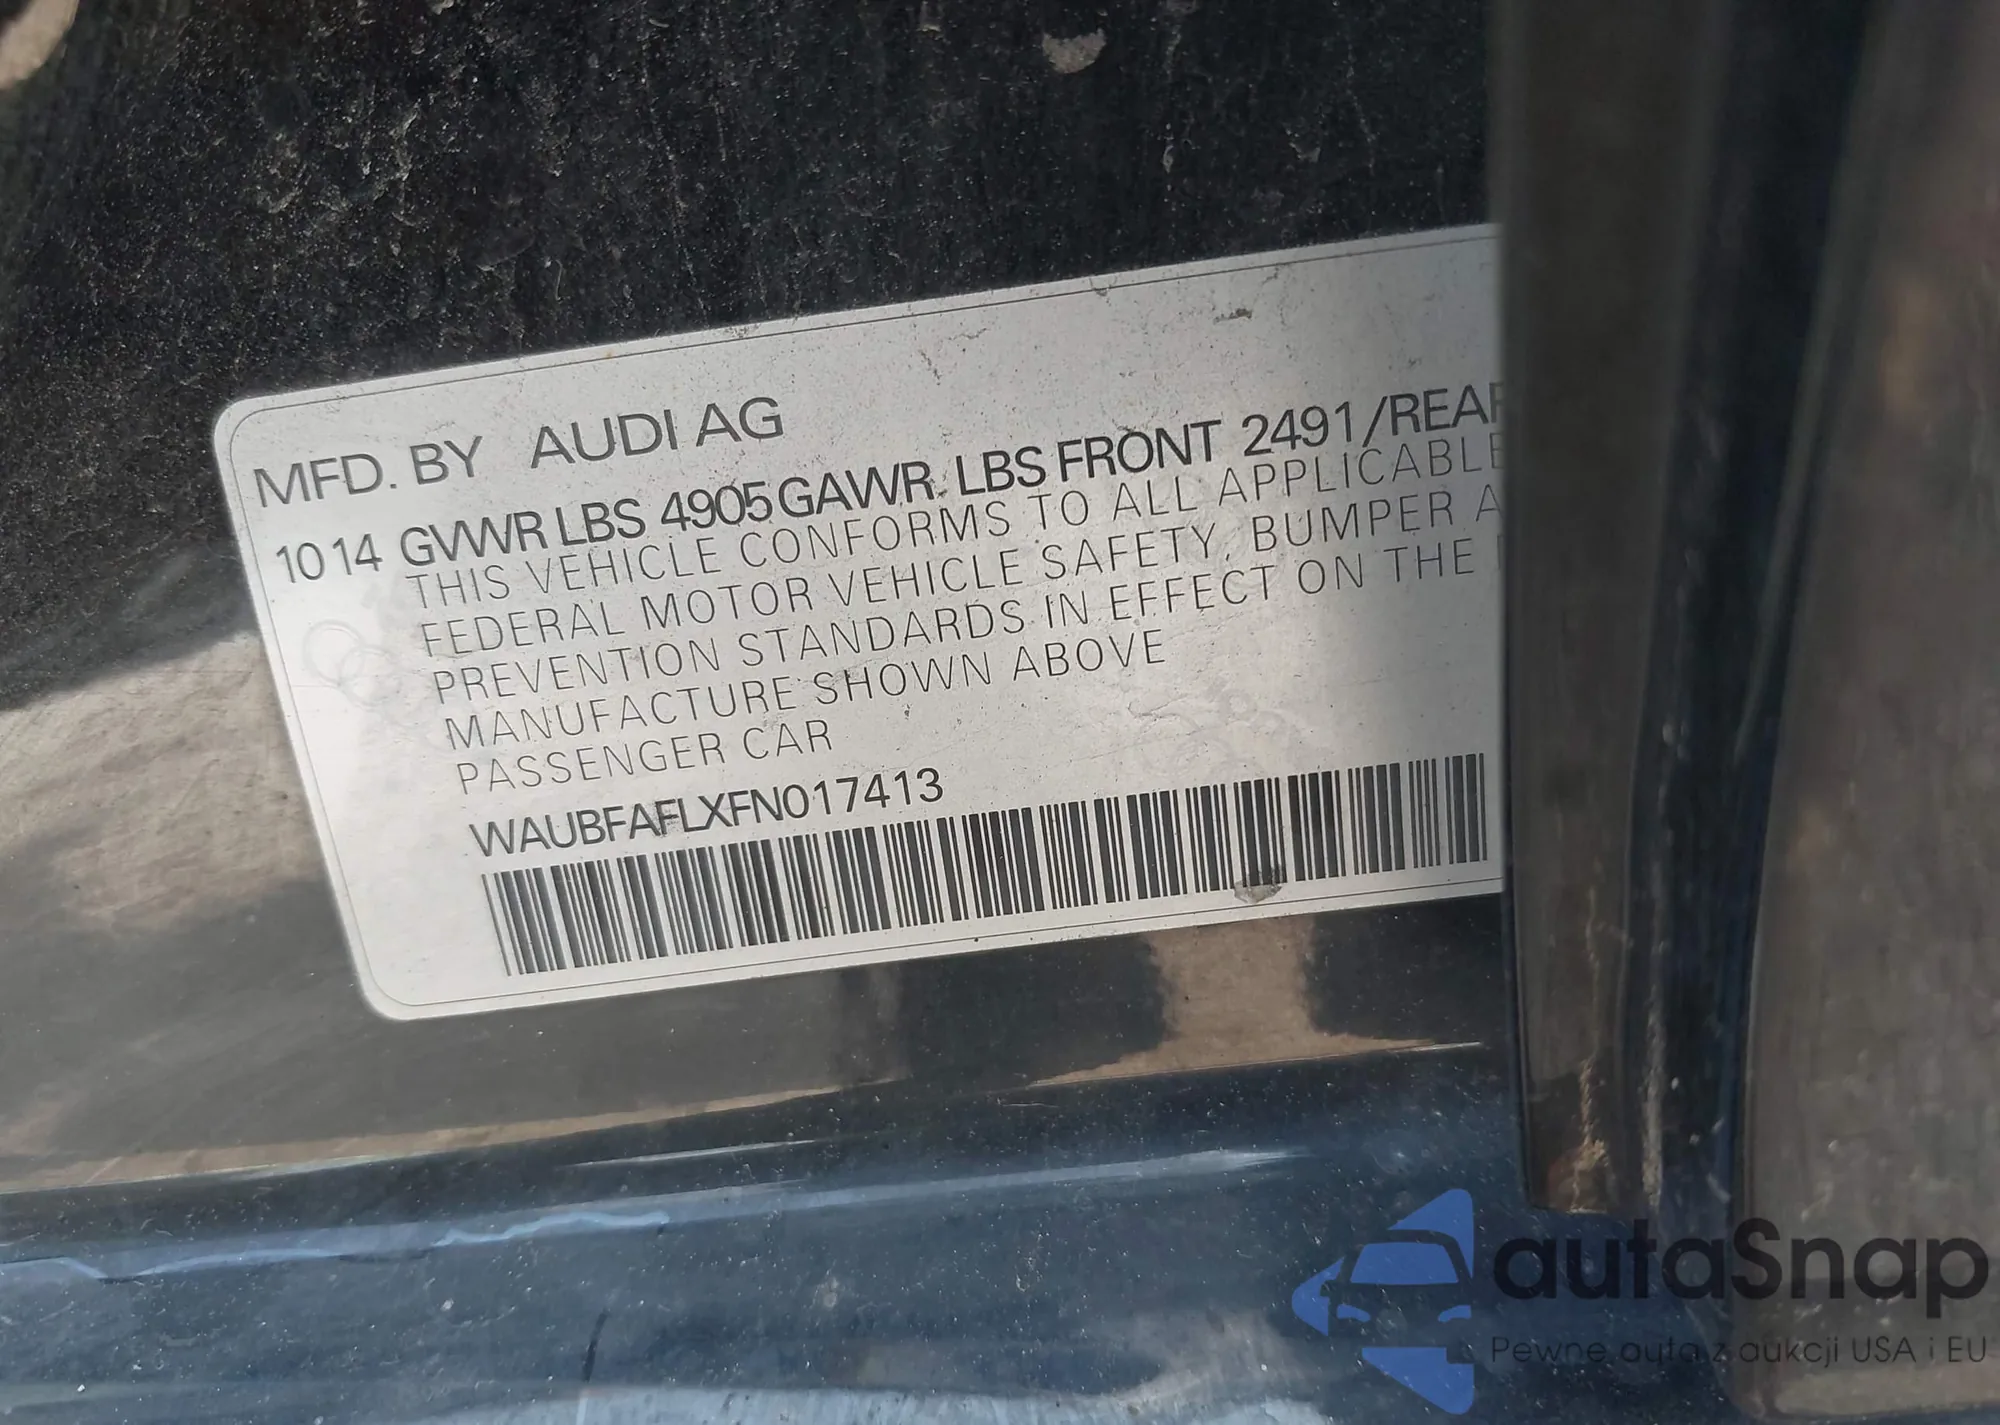 MFD. BY AUDI AG
1014 GVWR LBS 4905 GAWR LBS FRONT 2491/REAR
THIS VEHICLE CONFORMS TO ALL APPLICABLE
FEDERAL MOTOR VEHICLE SAFETY, BUMPER A
PREVENTION STANDARDS IN EFFECT ON THE
MANUFACTURE SHOWN ABOVE
PASSENGER CAR
WAUBFAFLXFN017413
autaSnap
Pewne auta z aukcji USA i EU